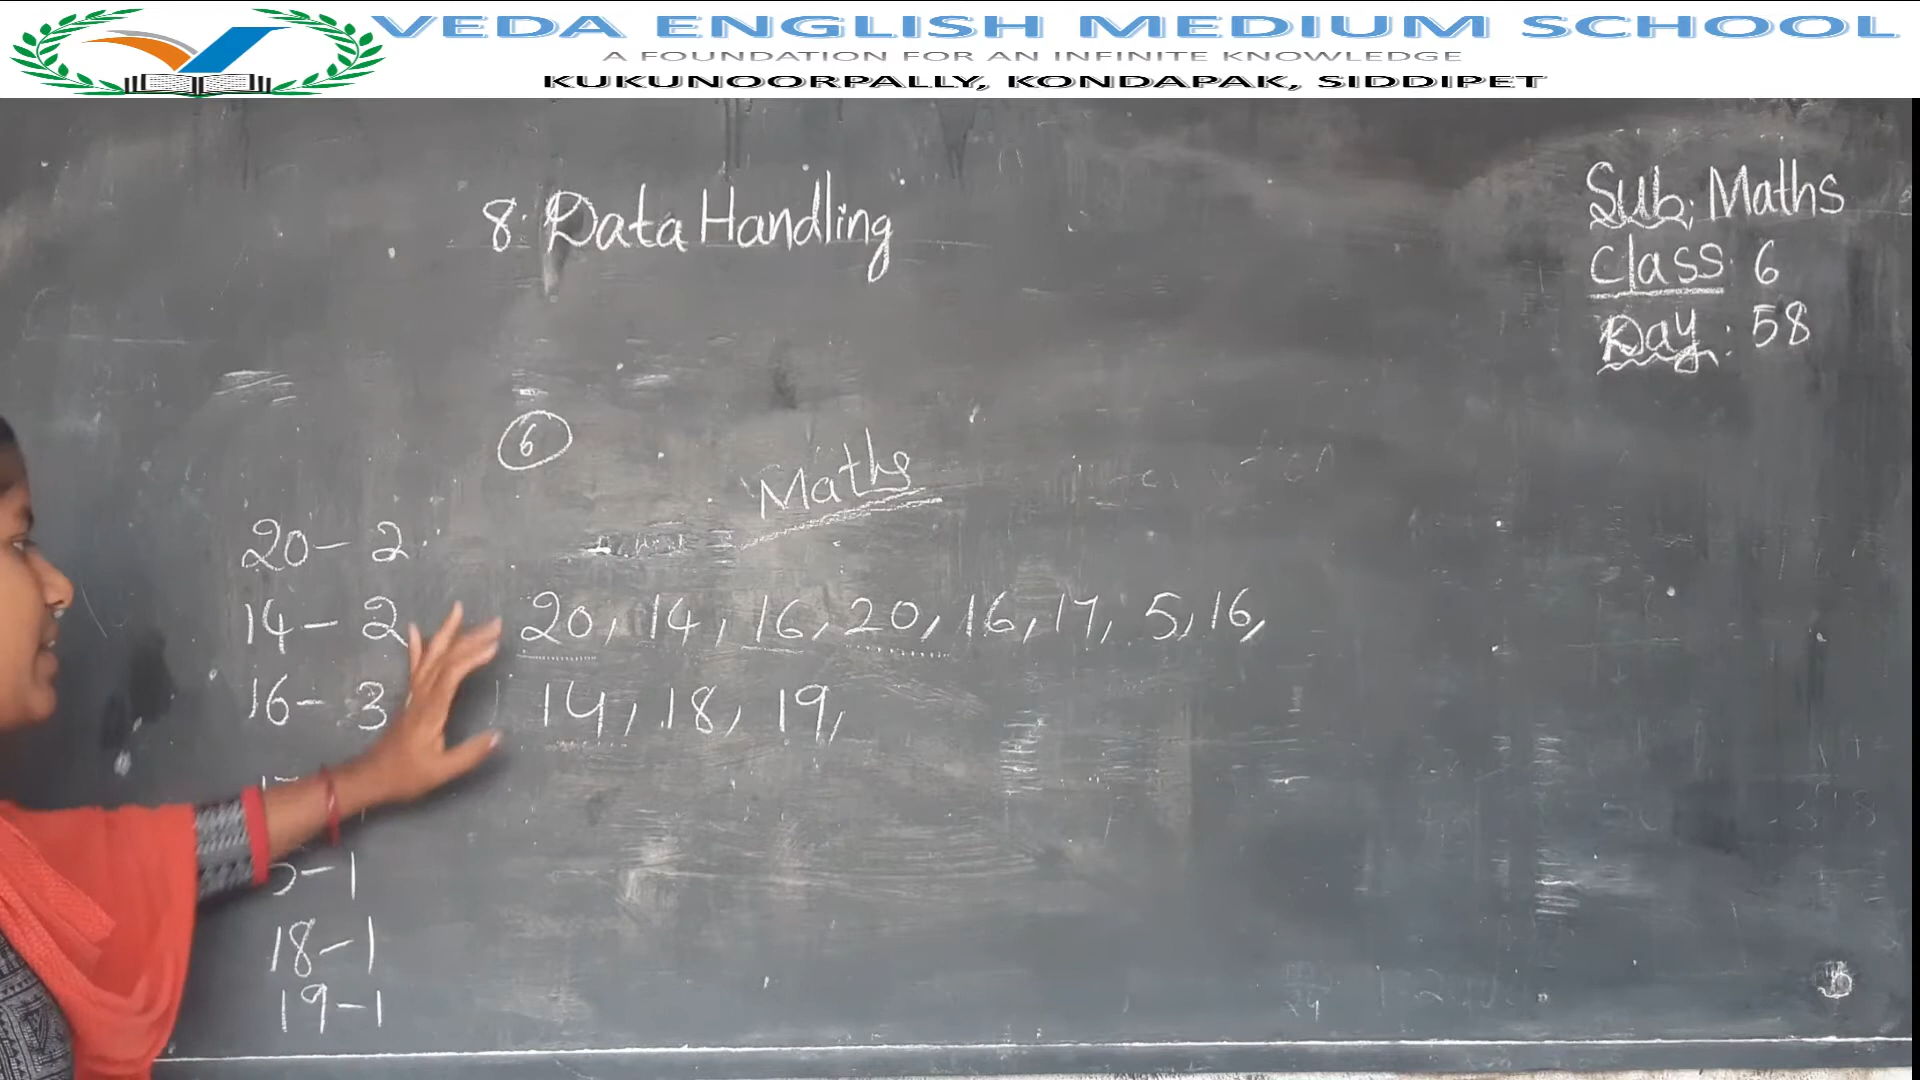 VEDA ENGLISH MEDIUM SCHOOL
A FOUNDATION FOR AN INFINITE KNOWLEDGE
KUKUNOORPALLY, KONDAPAK, SIDDIPET
8. Data Handling
Sub: Maths
Class: 6
Day: 58
6
Maths
20 - 2
14 - 2
16 - 3
5 - 1
18 - 1
19 - 1
20, 14, 16, 20, 16, 17, 5, 16,
14, 18, 19,